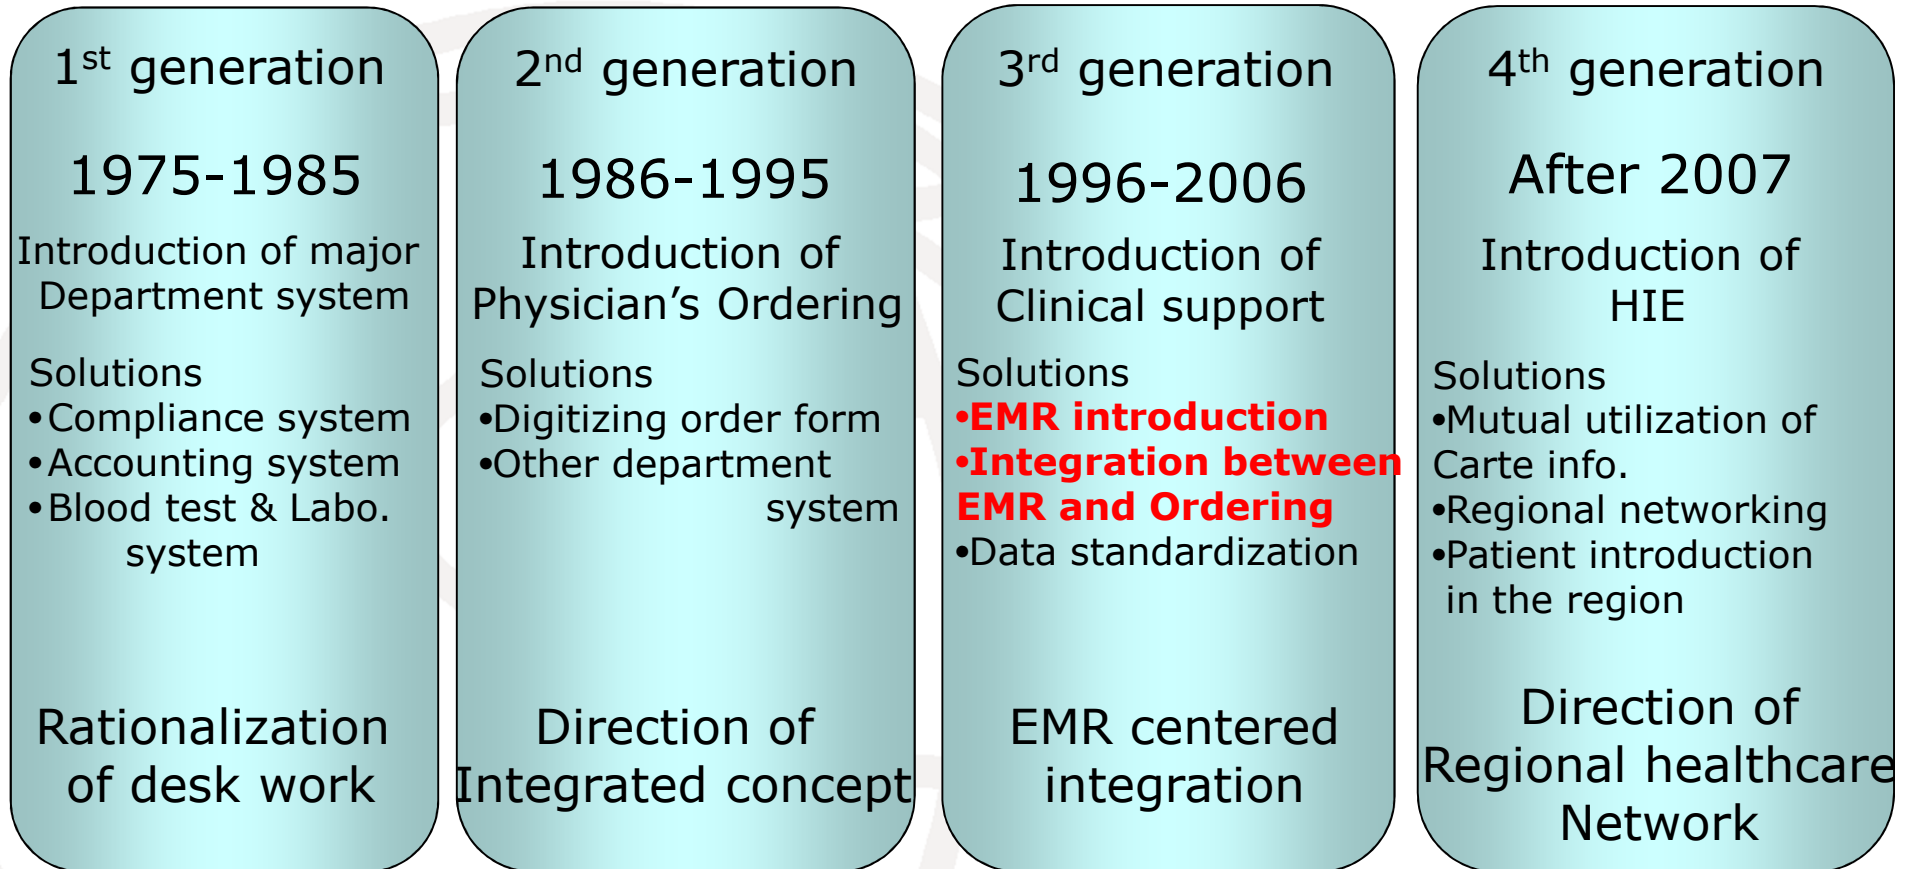 1st generation
1975-1985
Introduction of major
Department system
Solutions
•Compliance system
•Accounting system
•Blood test & Labo.
system
Rationalization
of desk work
2nd generation
1986-1995
Introduction of
Physician’s Ordering
Solutions
•Digitizing order form
•Other department
system
Direction of
Integrated concept
3rd generation
1996-2006
Introduction of
Clinical support
Solutions
•EMR introduction
•Integration between
EMR and Ordering
•Data standardization
EMR centered
integration
4th generation
After 2007
Introduction of
HIE
Solutions
•Mutual utilization of
Carte info.
•Regional networking
•Patient introduction
in the region
Direction of
Regional healthcare
Network